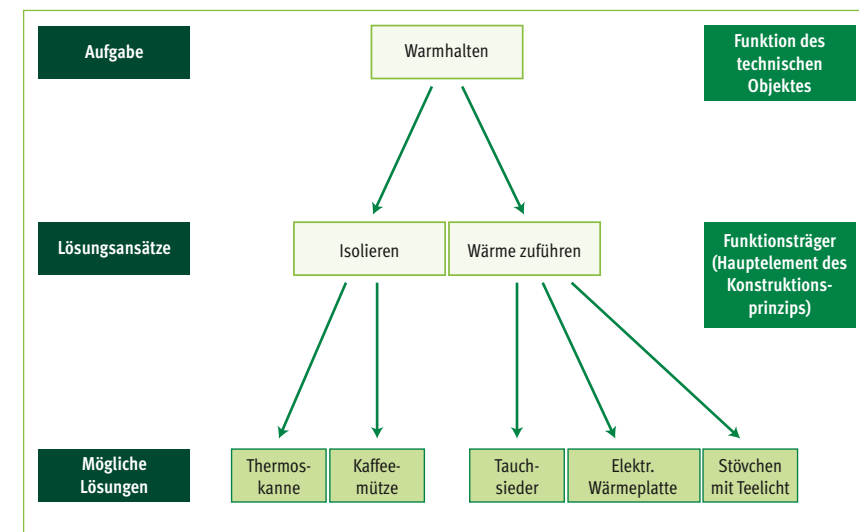 Aufgabe
Warmhalten
Funktion des
technischen
Objektes
Lösungsansätze
Isolieren
Wärme zuführen
Funktionsträger
(Hauptelement des
Konstruktions-
prinzips)
Mögliche
Lösungen
Thermos-
kanne
Kaffee-
mütze
Tauch-
sieder
Elektr.
Wärmeplatte
Stövchen
mit Teelicht